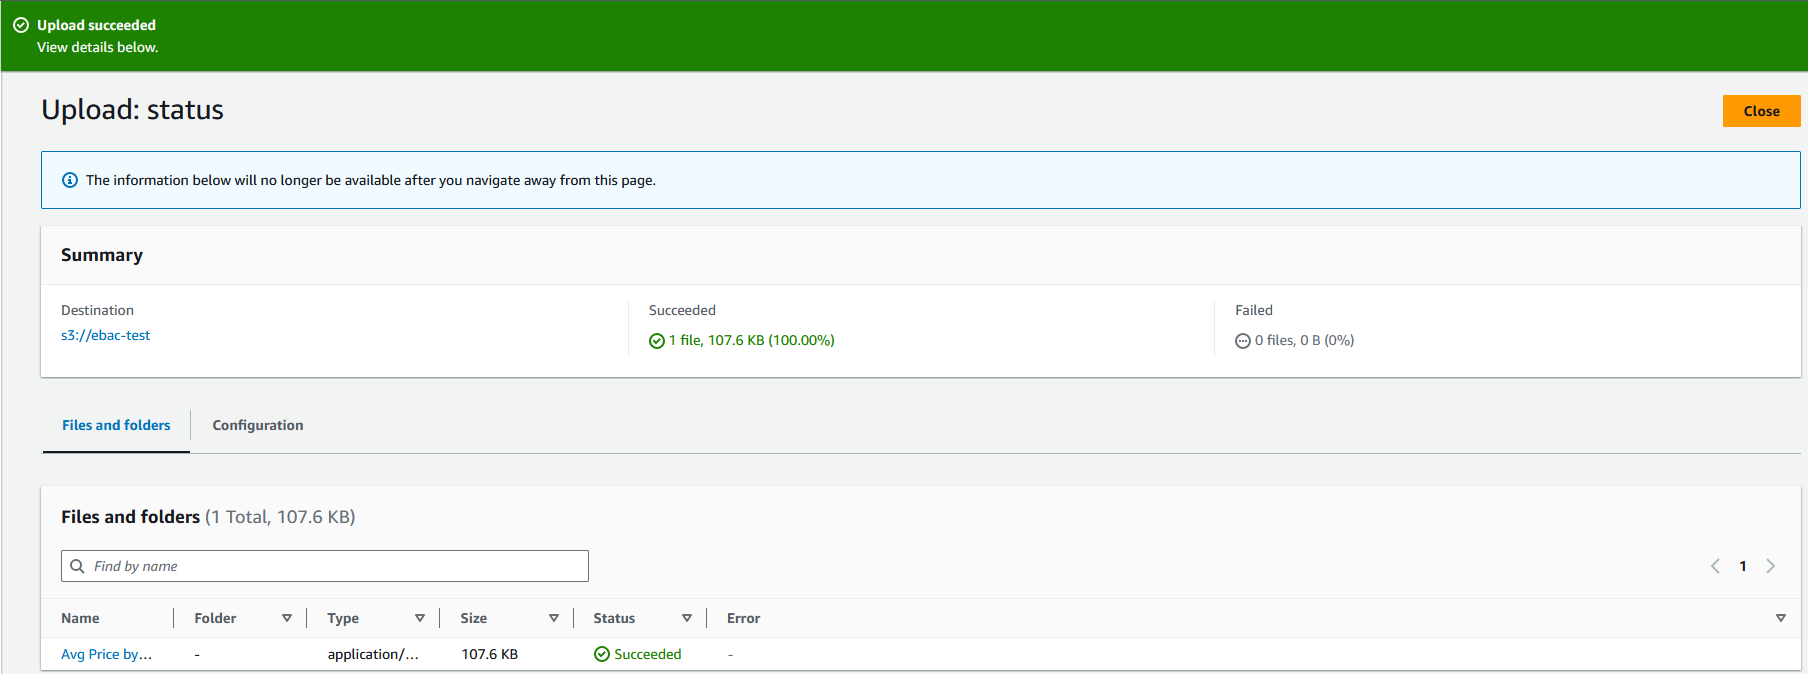 Upload succeeded
View details below.
Upload: status
Close
The information below will no longer be available after you navigate away from this page.
Summary
Destination
s3://ebac-test
Succeeded
1 file, 107.6 KB (100.00%)
Failed
0 files, 0 B (0%)
Files and folders
Configuration
Files and folders (1 Total, 107.6 KB)
Find by name
1
Name Folder Type Size Status Error
Avg Price by... - application/... 107.6 KB Succeeded -